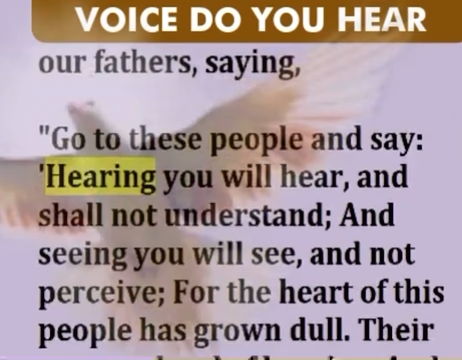 VOICE DO YOU HEAR
our fathers, saying,
"Go to these people and say:
'Hearing you will hear, and
shall not understand; And
seeing you will see, and not
perceive; For the heart of this
people has grown dull. Their